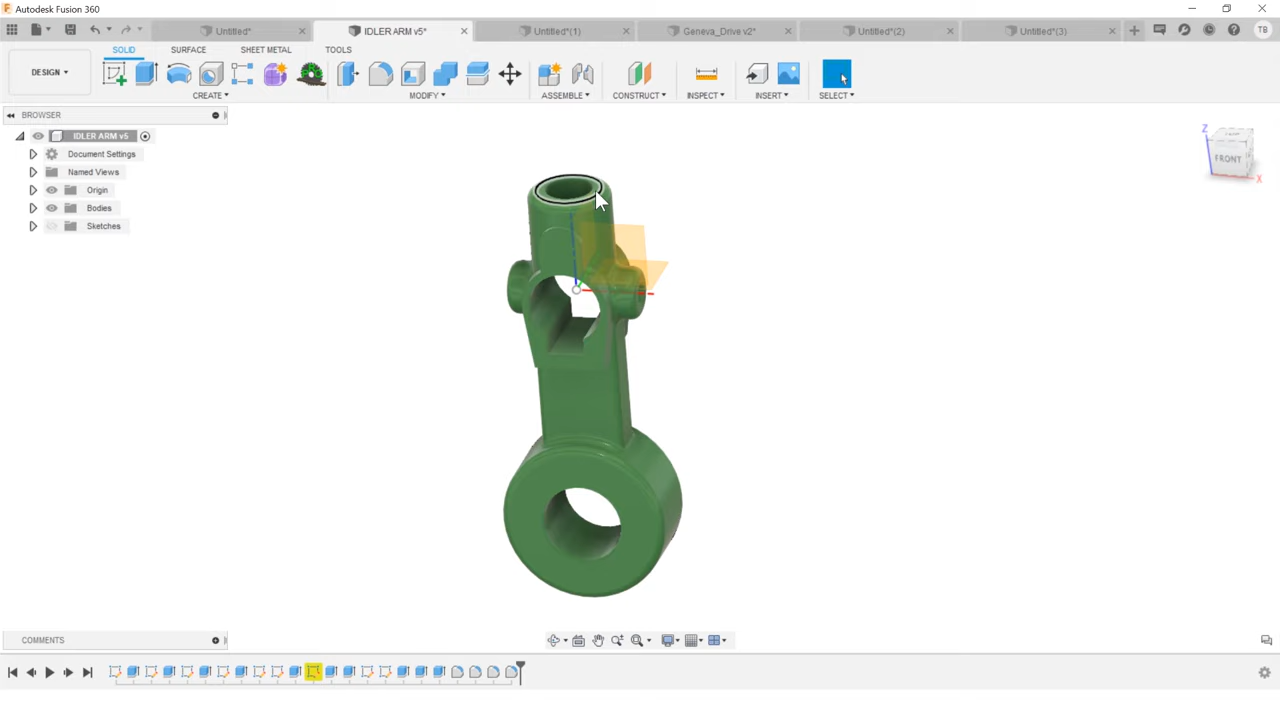 Autodesk Fusion 360
Untitled*
IDLER ARM v5*
Untitled*(1)
Geneva_Drive v2*
Untitled*(2)
Untitled*(3)
TB
SOLID
SURFACE
SHEET METAL
TOOLS
DESIGN
CREATE
MODIFY
ASSEMBLE
CONSTRUCT
INSPECT
INSERT
SELECT
BROWSER
IDLER ARM v5
Document Settings
Named Views
Origin
Bodies
Sketches
Z
FRONT
X
COMMENTS